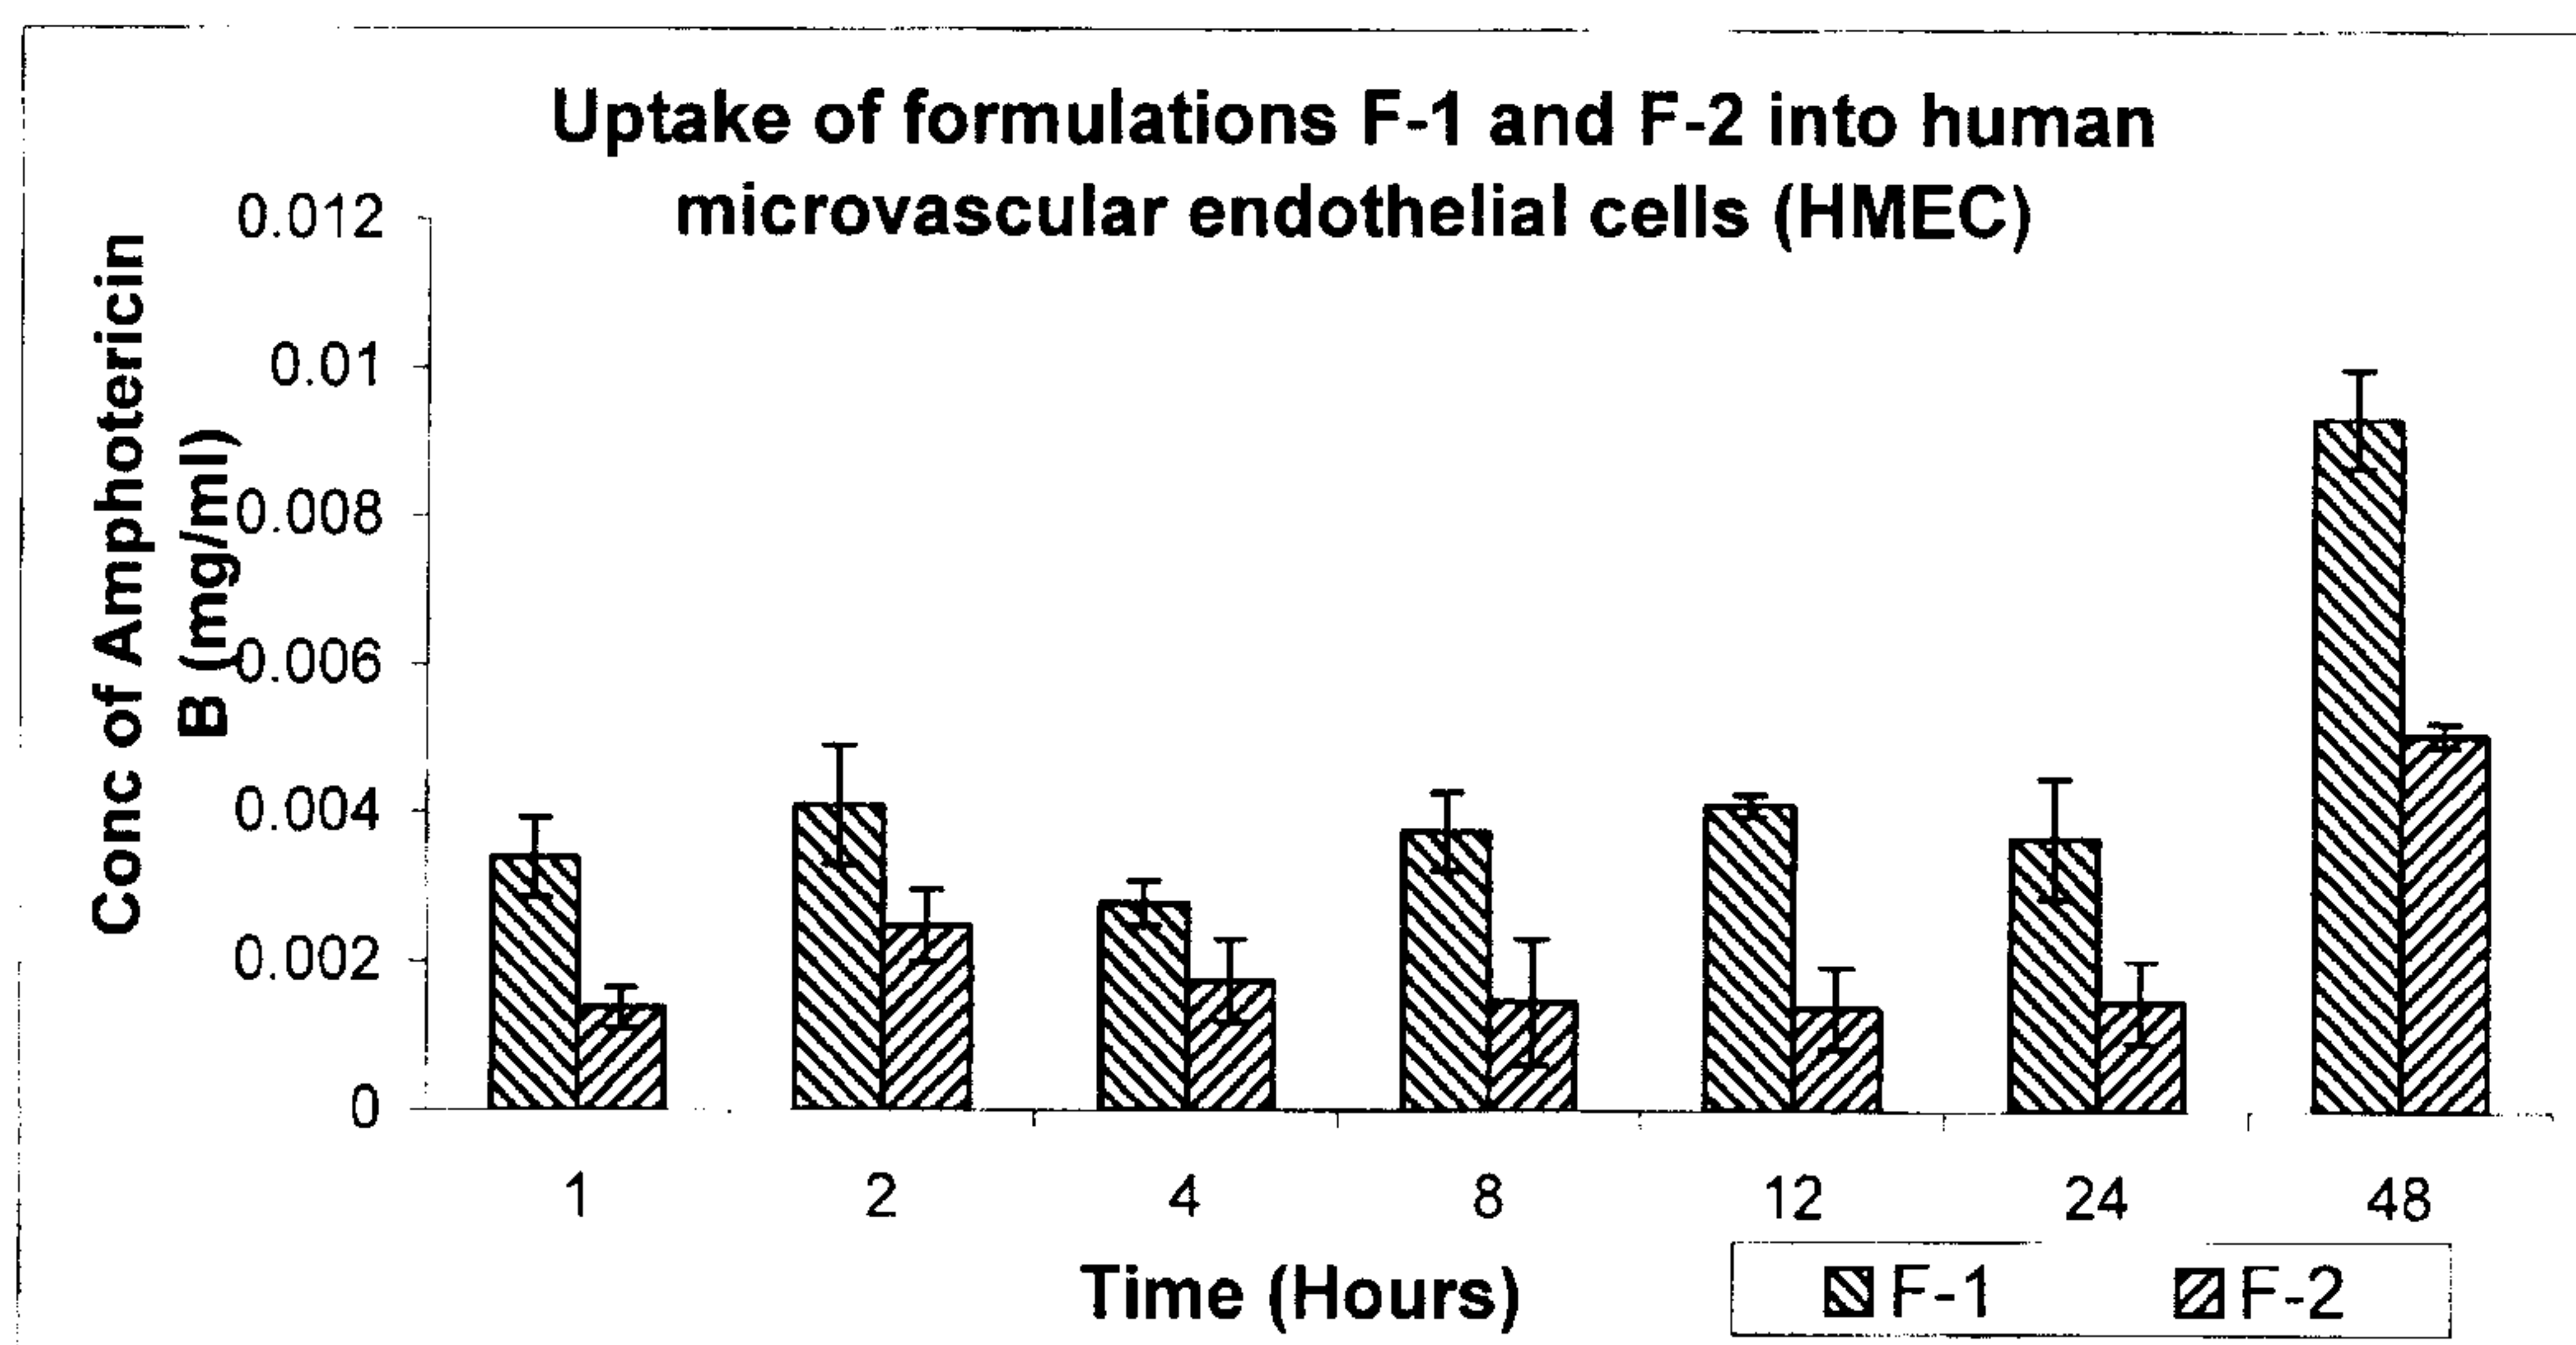 Uptake of formulations F-1 and F-2 into human
microvascular endothelial cells (HMEC)
Conc of Amphotericin
B (mg/ml)
0.012
0.01
0.008
0.006
0.004
0.002
0
1 2 4 8 12 24 48
Time (Hours)
F-1 F-2